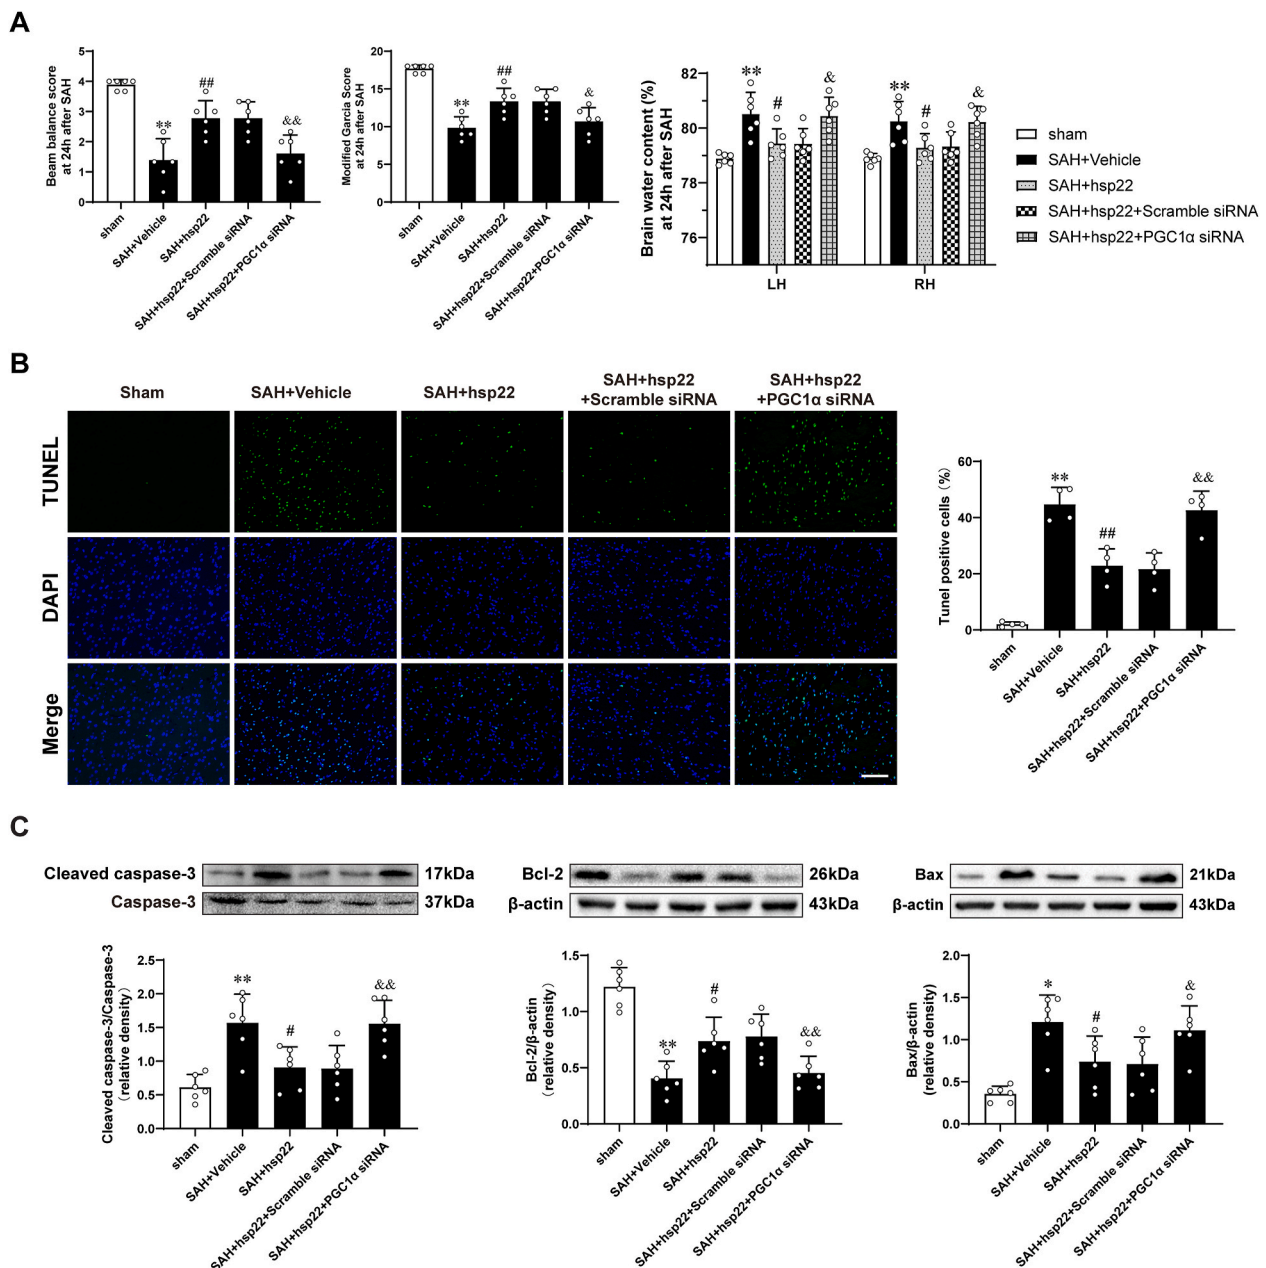 A
Beam balance score
at 24h after SAH
5
4
3
2
1
0
**
##
&&
sham
SAH+Vehicle
SAH+hsp22
SAH+hsp22+Scramble siRNA
SAH+hsp22+PGC1α siRNA
Modified Garcia Score
at 24h after SAH
20
15
10
5
0
**
##
&
sham
SAH+Vehicle
SAH+hsp22
SAH+hsp22+Scramble siRNA
SAH+hsp22+PGC1α siRNA
Brain water content (%)
at 24h after SAH
82
80
78
76
**
#
&
**
#
&
LH
RH
sham
SAH+Vehicle
SAH+hsp22
SAH+hsp22+Scramble siRNA
SAH+hsp22+PGC1α siRNA
B
Sham
SAH+Vehicle
SAH+hsp22
SAH+hsp22
+Scramble siRNA
SAH+hsp22
+PGC1α siRNA
TUNEL
DAPI
Merge
Tunel positive cells (%)
60
40
20
0
**
##
&&
sham
SAH+Vehicle
SAH+hsp22
SAH+hsp22+Scramble siRNA
SAH+hsp22+PGC1α siRNA
C
Cleaved caspase-3
17kDa
Caspase-3
37kDa
Bcl-2
26kDa
β-actin
43kDa
Bax
21kDa
β-actin
43kDa
Cleaved caspase-3/Caspase-3
(relative density)
2.5
2.0
1.5
1.0
0.5
0.0
**
#
&&
sham
SAH+Vehicle
SAH+hsp22
SAH+hsp22+Scramble siRNA
SAH+hsp22+PGC1α siRNA
Bcl-2/β-actin
(relative density)
1.5
1.0
0.5
0.0
**
#
&&
sham
SAH+Vehicle
SAH+hsp22
SAH+hsp22+Scramble siRNA
SAH+hsp22+PGC1α siRNA
Bax/β-actin
(relative density)
2.0
1.5
1.0
0.5
0.0
*
#
&
sham
SAH+Vehicle
SAH+hsp22
SAH+hsp22+Scramble siRNA
SAH+hsp22+PGC1α siRNA